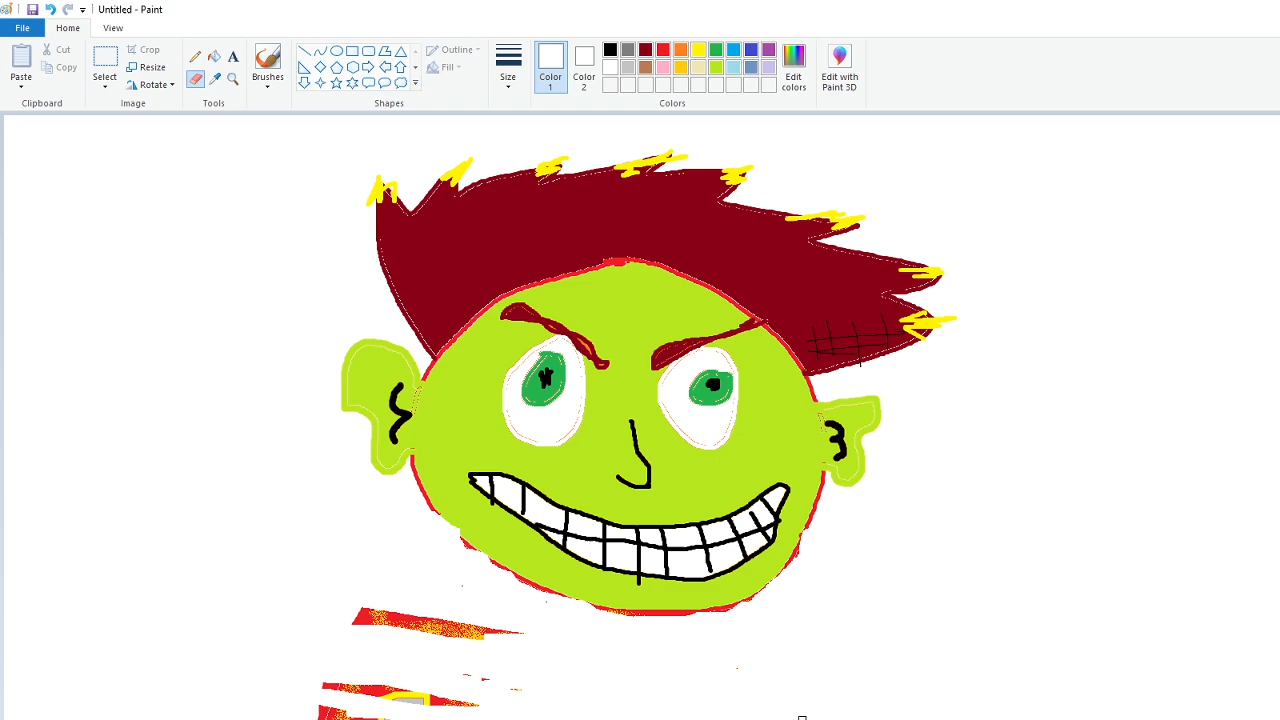 Untitled - Paint
File Home View
Paste
Cut
Copy
Clipboard
Select
Crop
Resize
Rotate
Image
A
Tools
Brushes
Outline
Fill
Shapes
Size
Color
1
Color
2
Edit
colors
Colors
Edit with
Paint 3D